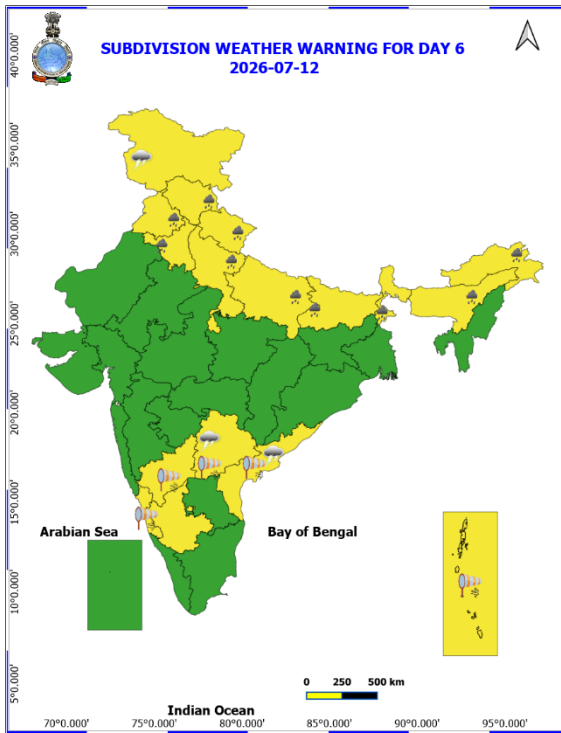 SUBDIVISION WEATHER WARNING FOR DAY 6
2026-07-12
40°0.000'
35°0.000'
30°0.000'
25°0.000'
20°0.000'
15°0.000'
10°0.000'
5°0.000'
Arabian Sea
Bay of Bengal
0 250 500 km
Indian Ocean
70°0.000' 75°0.000' 80°0.000' 85°0.000' 90°0.000' 95°0.000'